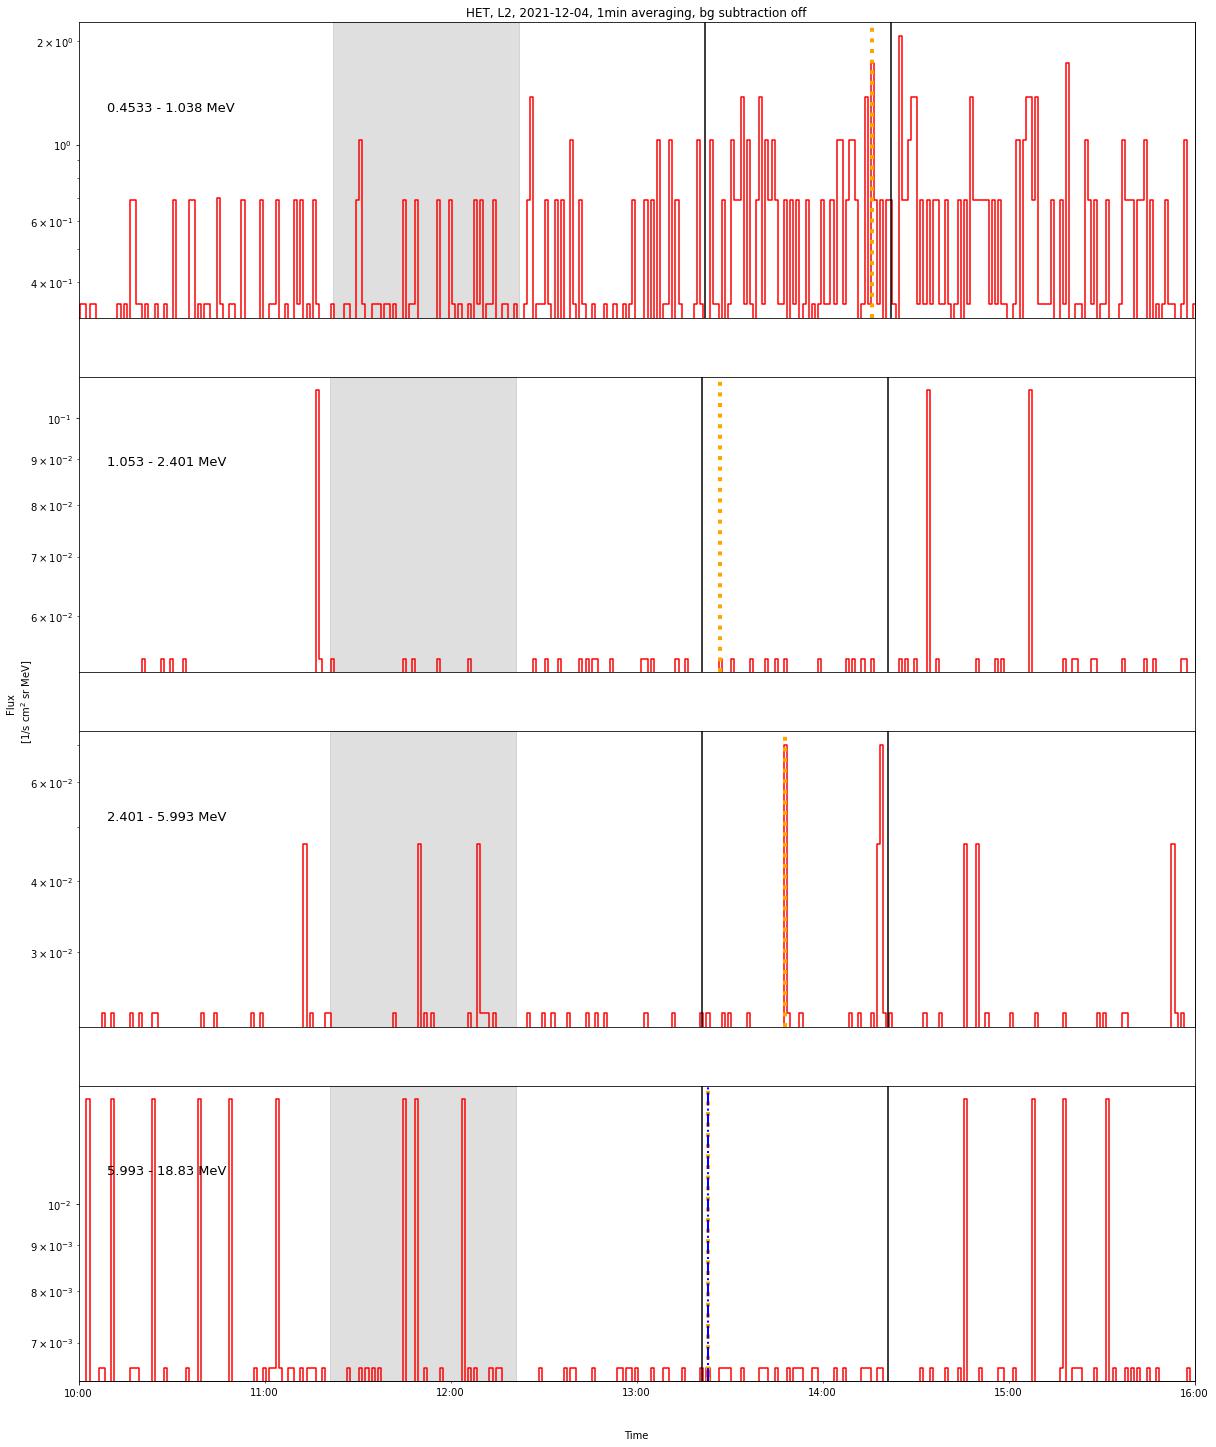 HET, L2, 2021-12-04, 1min averaging, bg subtraction off
2 × 10⁰
0.4533 - 1.038 MeV
10⁰
6 × 10⁻¹
4 × 10⁻¹
10⁻¹
9 × 10⁻²
1.053 - 2.401 MeV
8 × 10⁻²
7 × 10⁻²
6 × 10⁻²
Flux
[1/s cm² sr MeV]
6 × 10⁻²
2.401 - 5.993 MeV
4 × 10⁻²
3 × 10⁻²
5.993 - 18.83 MeV
10⁻²
9 × 10⁻³
8 × 10⁻³
7 × 10⁻³
10:00 11:00 12:00 13:00 14:00 15:00 16:00
Time